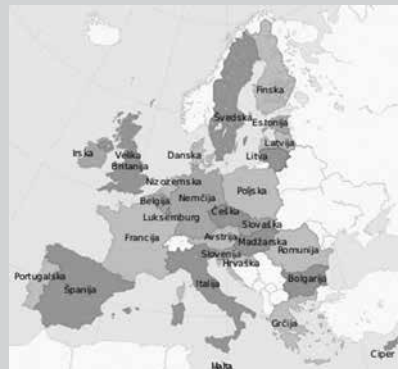 Finska
Švedska
Estonija
Latvija
Irska
Velika
Britanija
Danska
Litva
Nizozemska
Poljska
Belgija
Nemčija
Luksemburg
Češka
Slovaška
Francija
Avstrija
Madžarska
Slovenija
Romunija
Hrvaška
Portugalska
Španija
Italija
Bolgarija
Grčija
Ciper
Malta